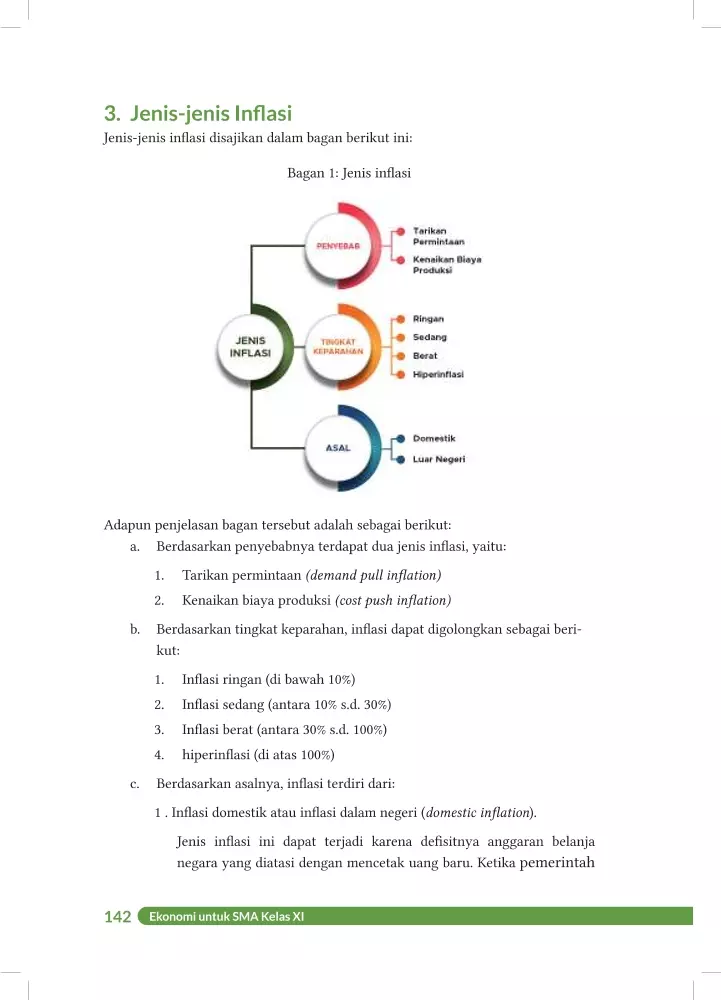 3. Jenis-jenis Inflasi
Jenis-jenis inflasi disajikan dalam bagan berikut ini:
Bagan 1: Jenis inflasi
JENIS
INFLASI
PENYEBAB
Tarikan
Permintaan
Kenaikan Biaya
Produksi
TINGKAT
KEPARAHAN
Ringan
Sedang
Berat
Hiperinflasi
ASAL
Domestik
Luar Negeri
Adapun penjelasan bagan tersebut adalah sebagai berikut:
a. Berdasarkan penyebabnya terdapat dua jenis inflasi, yaitu:
1. Tarikan permintaan (demand pull inflation)
2. Kenaikan biaya produksi (cost push inflation)
b. Berdasarkan tingkat keparahan, inflasi dapat digolongkan sebagai beri-
kut:
1. Inflasi ringan (di bawah 10%)
2. Inflasi sedang (antara 10% s.d. 30%)
3. Inflasi berat (antara 30% s.d. 100%)
4. hiperinflasi (di atas 100%)
c. Berdasarkan asalnya, inflasi terdiri dari:
1 . Inflasi domestik atau inflasi dalam negeri (domestic inflation).
Jenis inflasi ini dapat terjadi karena defisitnya anggaran belanja
negara yang diatasi dengan mencetak uang baru. Ketika pemerintah
142 Ekonomi untuk SMA Kelas XI